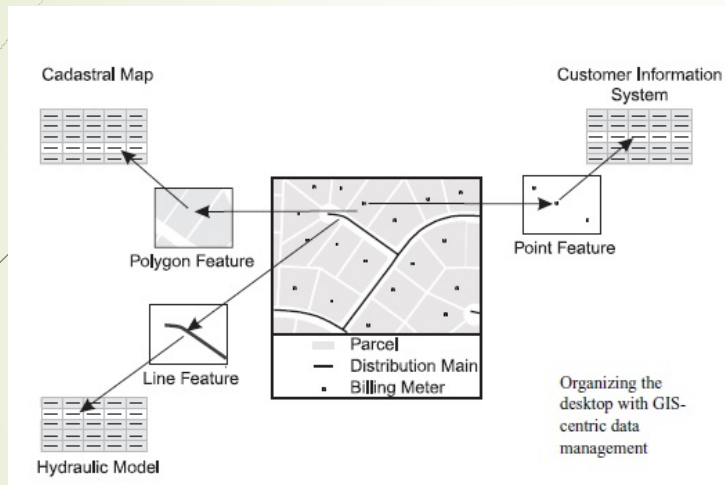 Cadastral Map
Customer Information
System
Polygon Feature
Point Feature
Line Feature
Parcel
Distribution Main
Billing Meter
Hydraulic Model
Organizing the
desktop with GIS-
centric data
management